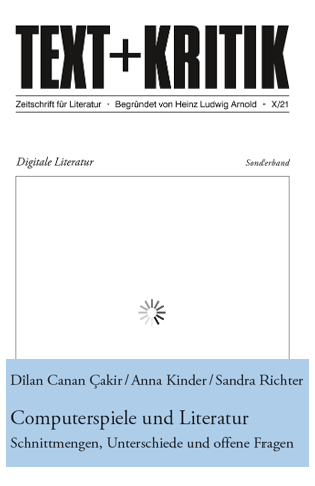 TEXT+KRITIK
Zeitschrift für Literatur · Begründet von Heinz Ludwig Arnold · X/21
Digitale Literatur Sonderband
Dîlan Canan Çakir / Anna Kinder / Sandra Richter
Computerspiele und Literatur
Schnittmengen, Unterschiede und offene Fragen